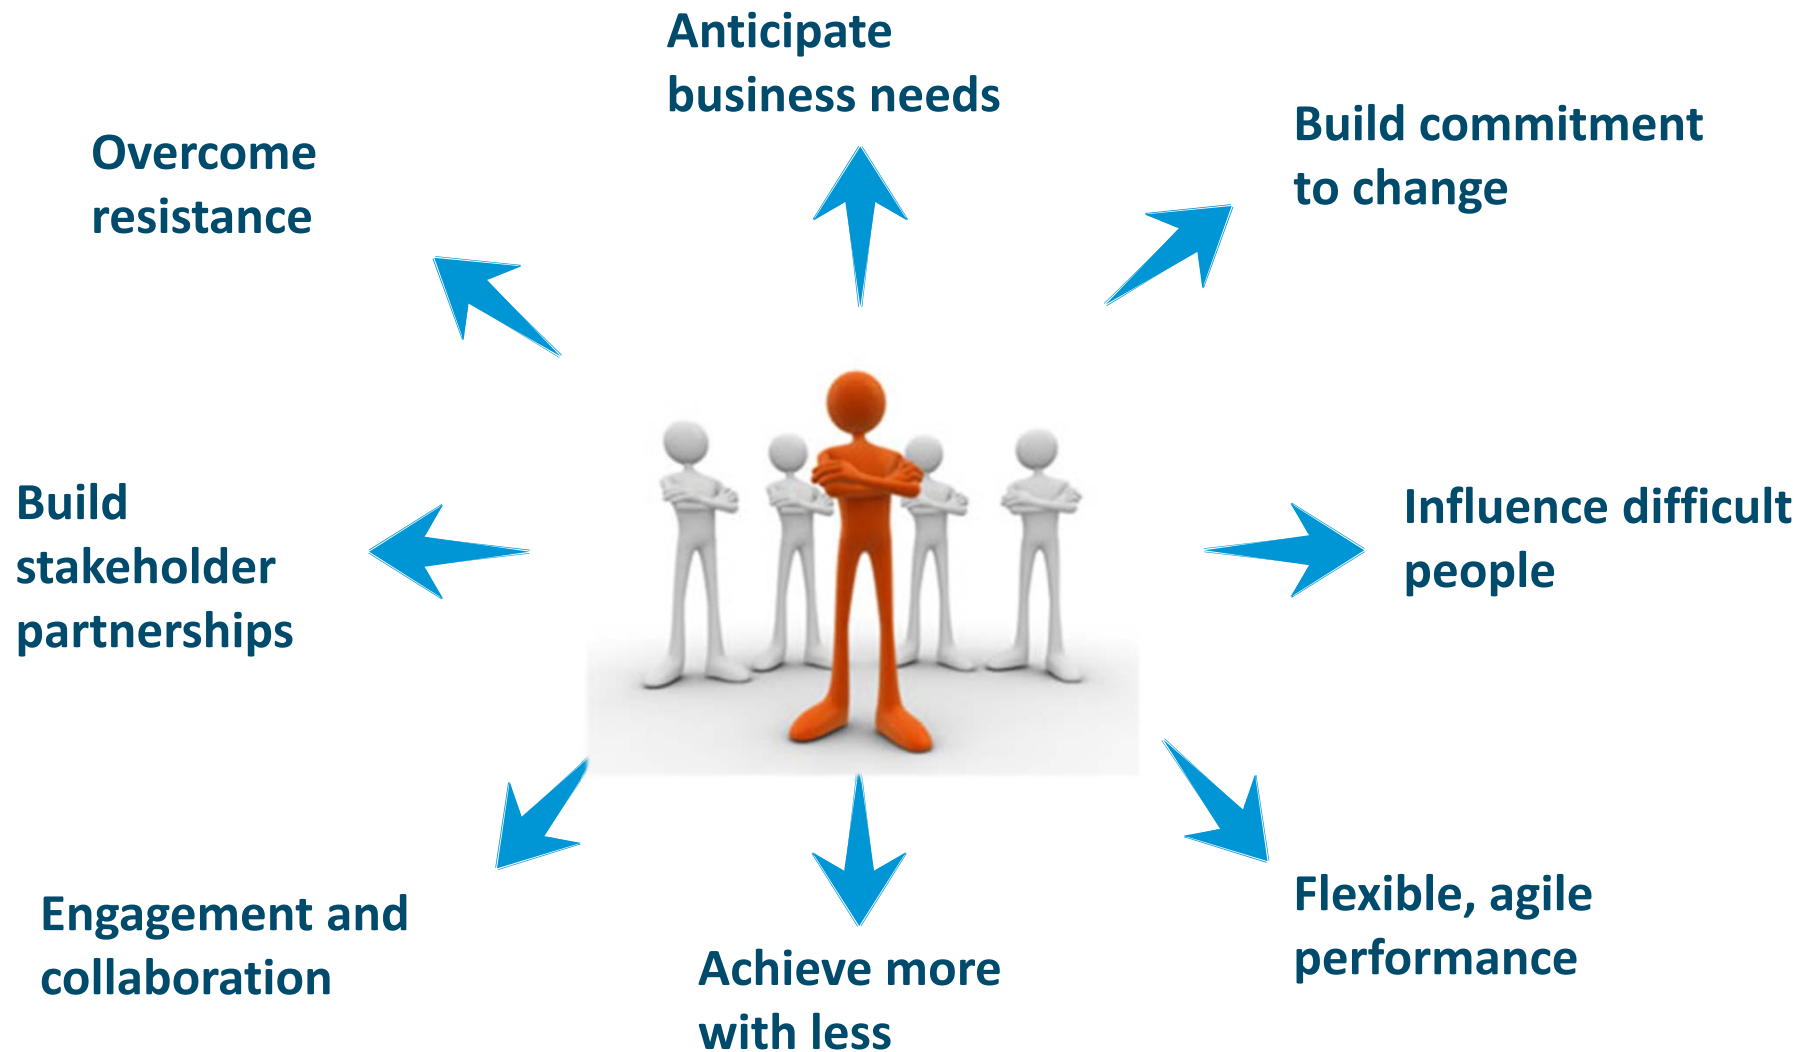 Anticipate
business needs
Build commitment
to change
Overcome
resistance
Build
stakeholder
partnerships
Influence difficult
people
Engagement and
collaboration
Achieve more
with less
Flexible, agile
performance